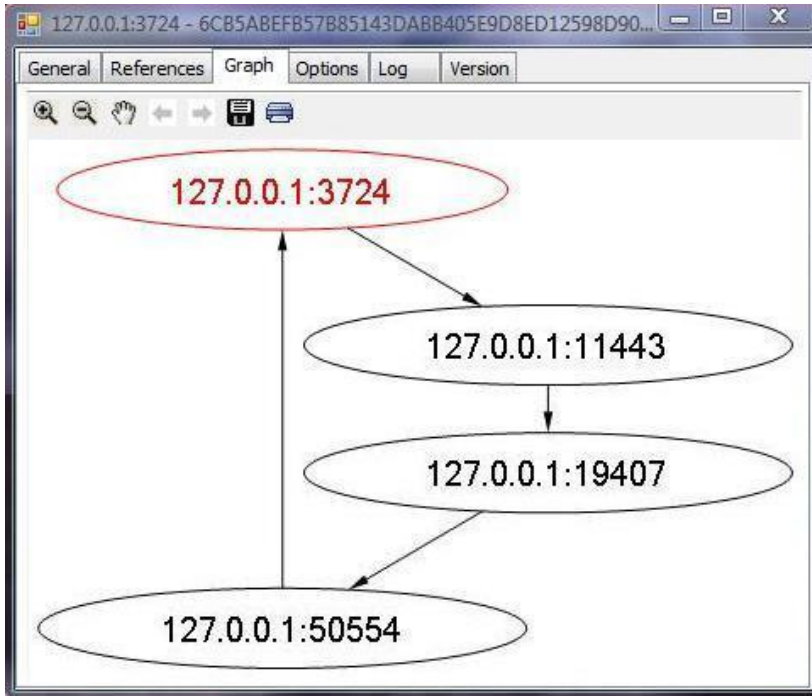 127.0.0.1:3724 - 6CB5ABEFB57B85143DABB405E9D8ED12598D90...
General References Graph Options Log Version
127.0.0.1:3724
127.0.0.1:11443
127.0.0.1:19407
127.0.0.1:50554